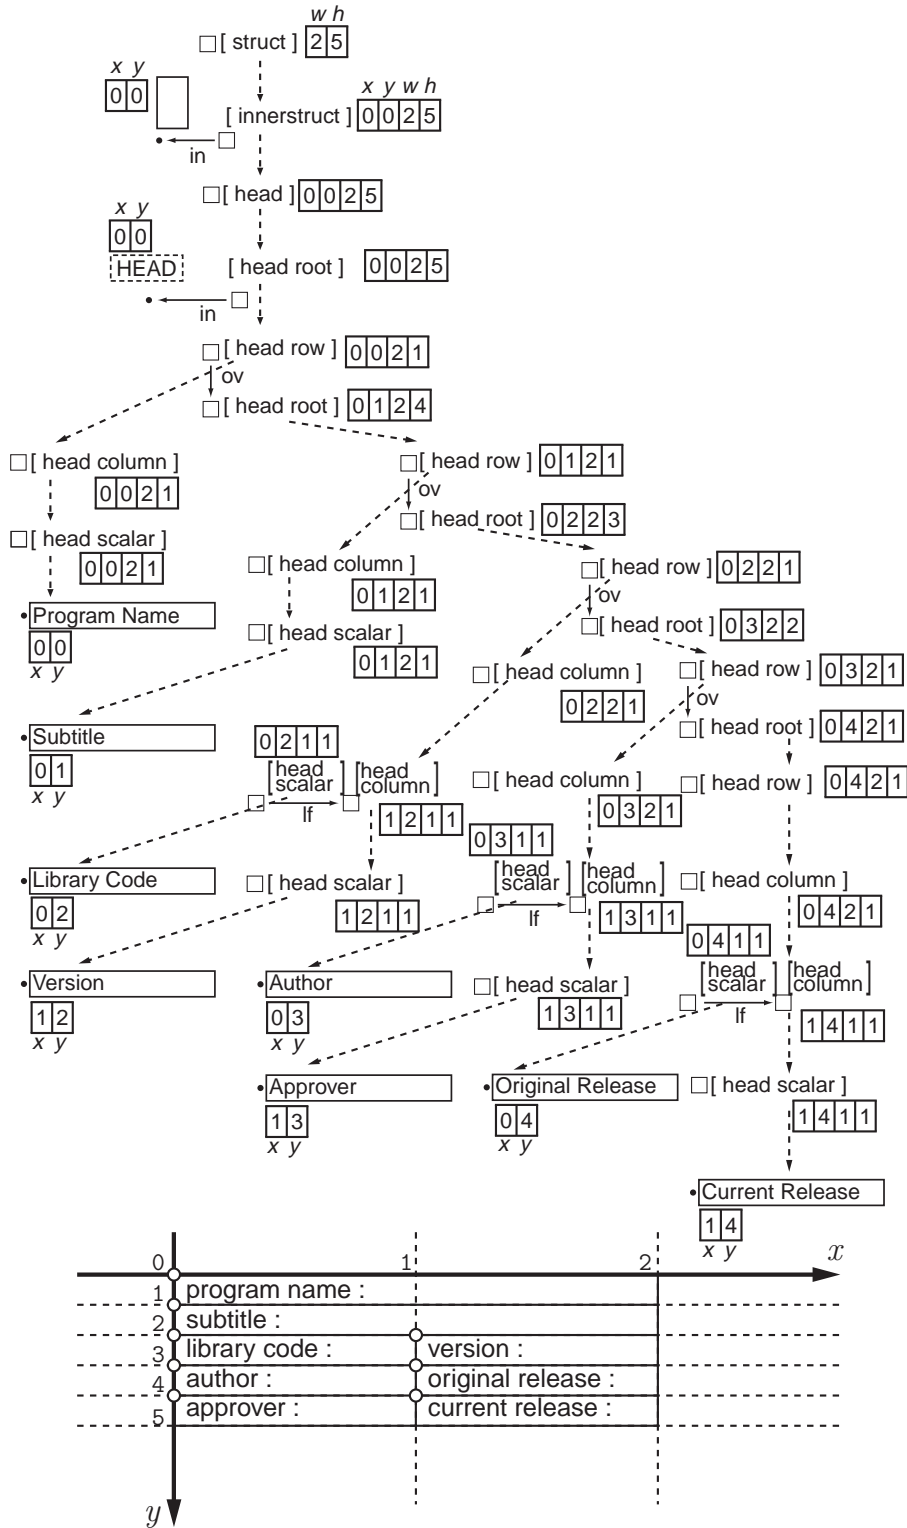 w h
[ struct ] 2 5
x y
0 0
x y w h
[ innerstruct ] 0 0 2 5
in
[ head ] 0 0 2 5
x y
0 0
HEAD
[ head root ] 0 0 2 5
in
[ head row ] 0 0 2 1
ov
[ head root ] 0 1 2 4
[ head column ]
0 0 2 1
[ head row ] 0 1 2 1
ov
[ head root ] 0 2 2 3
[ head scalar ]
0 0 2 1
[ head column ]
0 1 2 1
[ head row ] 0 2 2 1
ov
[ head root ] 0 3 2 2
Program Name
0 0
x y
[ head scalar ]
0 1 2 1
[ head column ]
0 2 2 1
[ head row ] 0 3 2 1
ov
[ head root ] 0 4 2 1
Subtitle
0 1
x y
0 2 1 1
[ head scalar ] [ head column ]
lf
1 2 1 1
[ head column ]
0 3 2 1
[ head row ] 0 4 2 1
0 3 1 1
Library Code
0 2
x y
[ head scalar ]
1 2 1 1
[ head scalar ] [ head column ]
lf
1 3 1 1
[ head column ]
0 4 2 1
0 4 1 1
Version
1 2
x y
Author
0 3
x y
[ head scalar ]
1 3 1 1
[ head scalar ] [ head column ]
lf
1 4 1 1
Approver
1 3
x y
Original Release
0 4
x y
[ head scalar ]
1 4 1 1
Current Release
1 4
x y
0 1 2 x
1 program name :
2 subtitle :
3 library code : version :
4 author : original release :
5 approver : current release :
y